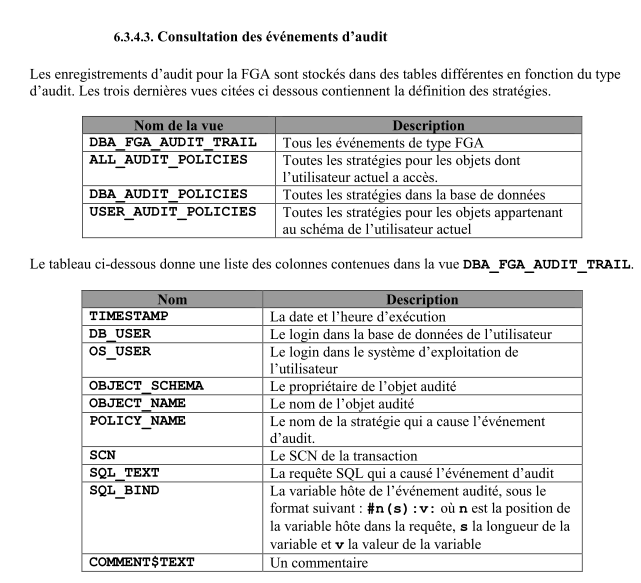 6.3.4.3. Consultation des événements d’audit
Les enregistrements d’audit pour la FGA sont stockés dans des tables différentes en fonction du type
d’audit. Les trois dernières vues citées ci dessous contiennent la définition des stratégies.
Nom de la vue Description
DBA_FGA_AUDIT_TRAIL Tous les événements de type FGA
ALL_AUDIT_POLICIES Toutes les stratégies pour les objets dont
l’utilisateur actuel a accès.
DBA_AUDIT_POLICIES Toutes les stratégies dans la base de données
USER_AUDIT_POLICIES Toutes les stratégies pour les objets appartenant
au schéma de l’utilisateur actuel
Le tableau ci-dessous donne une liste des colonnes contenues dans la vue DBA_FGA_AUDIT_TRAIL.
Nom Description
TIMESTAMP La date et l’heure d’exécution
DB_USER Le login dans la base de données de l’utilisateur
OS_USER Le login dans le système d’exploitation de
l’utilisateur
OBJECT_SCHEMA Le propriétaire de l’objet audité
OBJECT_NAME Le nom de l’objet audité
POLICY_NAME Le nom de la stratégie qui a cause l’événement
d’audit.
SCN Le SCN de la transaction
SQL_TEXT La requête SQL qui a causé l’événement d’audit
SQL_BIND La variable hôte de l’événement audité, sous le
format suivant : #n(s):v: où n est la position de
la variable hôte dans la requête, s la longueur de la
variable et v la valeur de la variable
COMMENT$TEXT Un commentaire